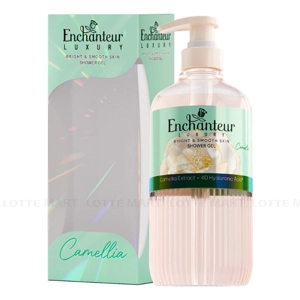 Enchanteur
LUXURY
BRIGHT & SMOOTH SKIN
SHOWER GEL
Camellia
Enchanteur
LUXURY
BRIGHT & SMOOTH SKIN
SHOWER GEL
Camellia
Camellia Extract + 4D Hyaluronic Acid
LOTTE MART